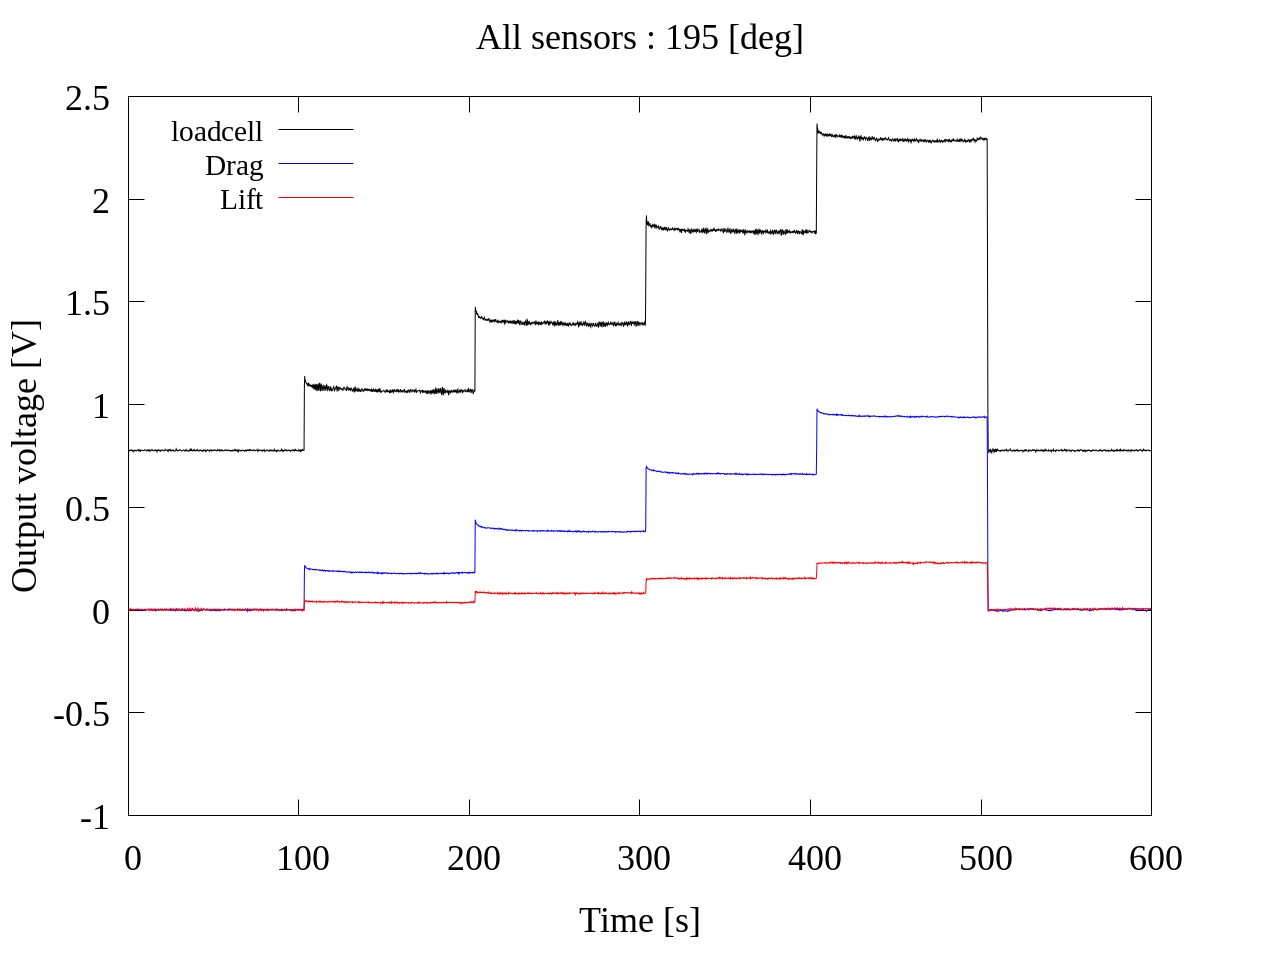 All sensors : 195 [deg]
2.5
2
1.5
1
0.5
0
-0.5
-1
loadcell
Drag
Lift
Output voltage [V]
0 100 200 300 400 500 600
Time [s]